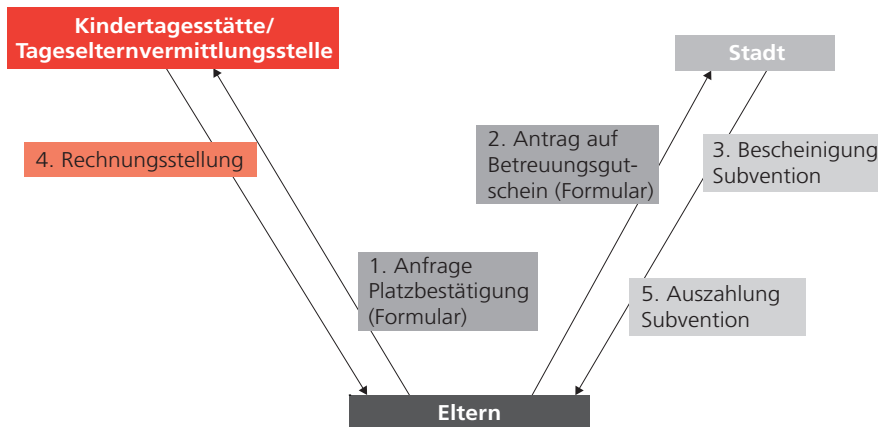 Kindertagesstätte/
Tageselternvermittlungsstelle
Stadt
4. Rechnungsstellung
2. Antrag auf
Betreuungsgut-
schein (Formular)
3. Bescheinigung
Subvention
1. Anfrage
Platzbestätigung
(Formular)
5. Auszahlung
Subvention
Eltern